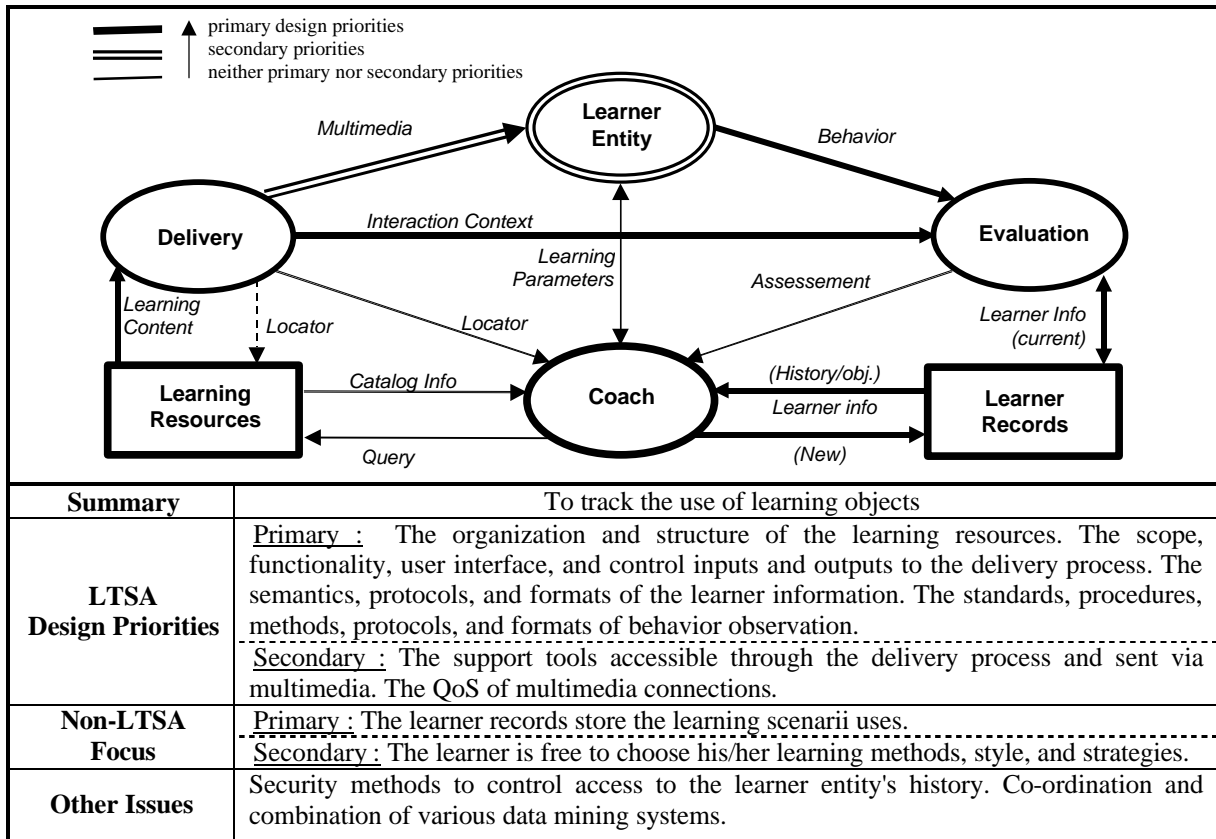 primary design priorities
secondary priorities
neither primary nor secondary priorities
Learner
Entity
Multimedia
Behavior
Delivery
Interaction Context
Evaluation
Learning
Parameters
Assessement
Learning
Content
Locator
Locator
Learner Info
(current)
Learning
Resources
Catalog Info
Coach
(History/obj.)
Learner info
Learner
Records
Query
(New)
Summary
To track the use of learning objects
LTSA
Design Priorities
Primary : The organization and structure of the learning resources. The scope,
functionality, user interface, and control inputs and outputs to the delivery process. The
semantics, protocols, and formats of the learner information. The standards, procedures,
methods, protocols, and formats of behavior observation.
Secondary : The support tools accessible through the delivery process and sent via
multimedia. The QoS of multimedia connections.
Non-LTSA
Focus
Primary : The learner records store the learning scenarii uses.
Secondary : The learner is free to choose his/her learning methods, style, and strategies.
Other Issues
Security methods to control access to the learner entity's history. Co-ordination and
combination of various data mining systems.